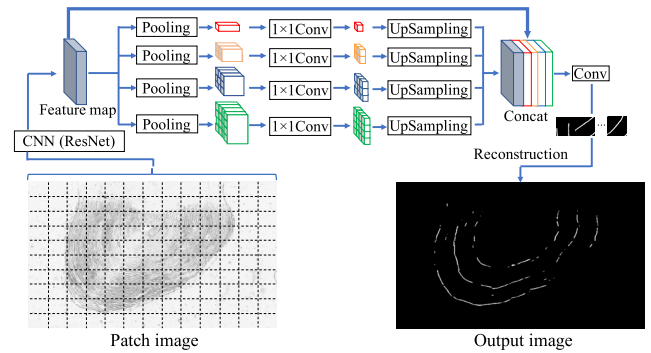 Pooling
1×1Conv
UpSampling
Pooling
1×1Conv
UpSampling
Pooling
1×1Conv
UpSampling
Pooling
1×1Conv
UpSampling
Feature map
CNN (ResNet)
Concat
Conv
...
Reconstruction
Patch image
Output image